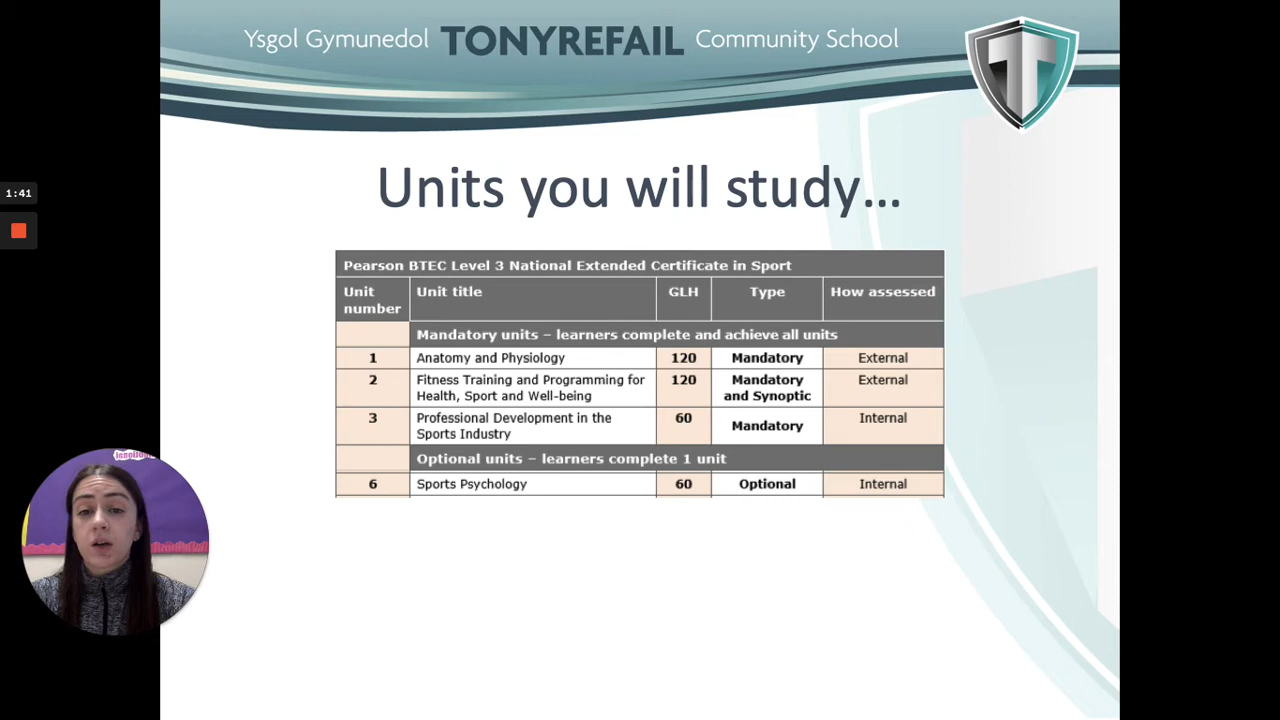 Ysgol Gymunedol TONYREFAIL Community School
1:41
Units you will study...
Pearson BTEC Level 3 National Extended Certificate in Sport
Unit number Unit title GLH Type How assessed
Mandatory units – learners complete and achieve all units
1 Anatomy and Physiology 120 Mandatory External
2 Fitness Training and Programming for Health, Sport and Well-being 120 Mandatory and Synoptic External
3 Professional Development in the Sports Industry 60 Mandatory Internal
Optional units – learners complete 1 unit
6 Sports Psychology 60 Optional Internal